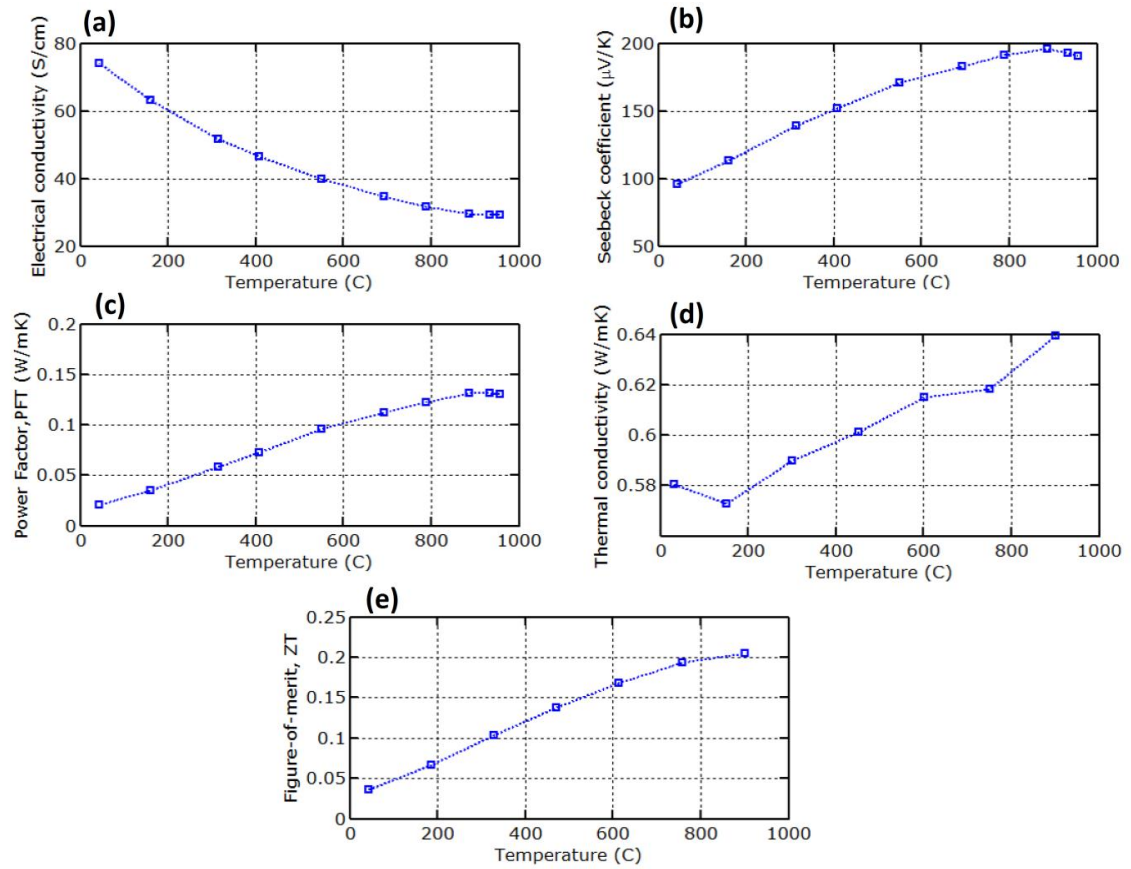 (a)
Electrical conductivity (S/cm)
80
60
40
20
0 200 400 600 800 1000
Temperature (C)
(b)
Seebeck coefficient (μV/K)
200
150
100
50
0 200 400 600 800 1000
Temperature (C)
(c)
Power Factor,PFT (W/mK)
0.2
0.15
0.1
0.05
0
0 200 400 600 800 1000
Temperature (C)
(d)
Thermal conductivity (W/mK)
0.64
0.62
0.6
0.58
0 200 400 600 800 1000
Temperature (C)
(e)
Figure-of-merit, ZT
0.25
0.2
0.15
0.1
0.05
0
0 200 400 600 800 1000
Temperature (C)